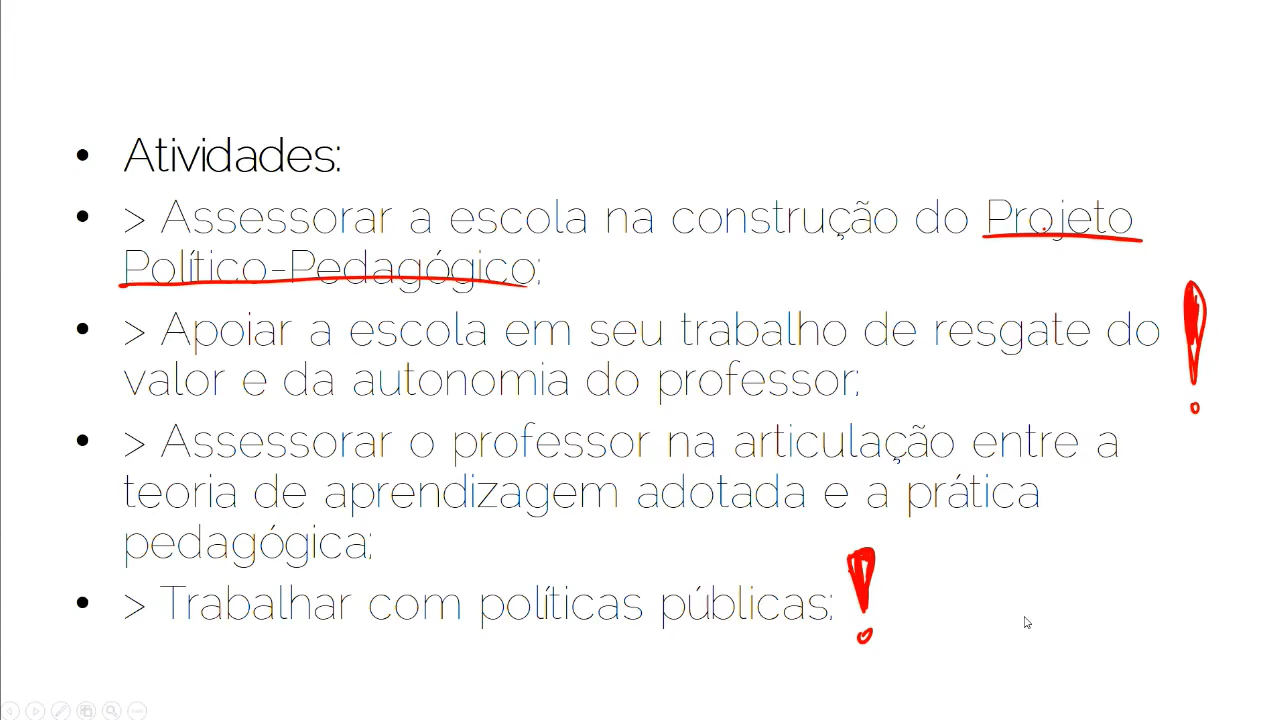 • Atividades:
• > Assessorar a escola na construção do Projeto
Político-Pedagógico;
• > Apoiar a escola em seu trabalho de resgate do
valor e da autonomia do professor;
• > Assessorar o professor na articulação entre a
teoria de aprendizagem adotada e a prática
pedagógica;
• > Trabalhar com políticas públicas;